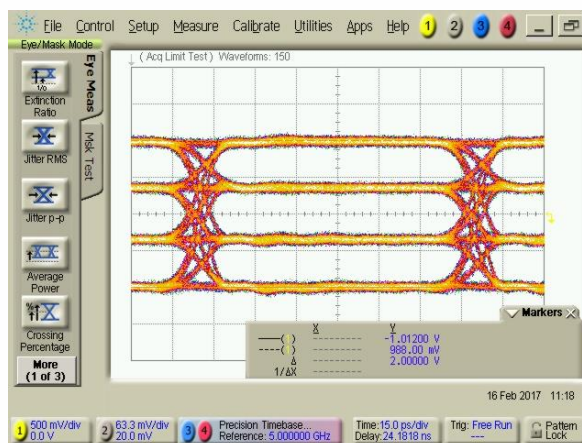 File Control Setup Measure Calibrate Utilities Apps Help 1 2 3 4
Eye/Mask Mode
( Acq Limit Test ) Waveforms: 150
Eye Meas
Msk Test
1/0
Extinction
Ratio
Jitter RMS
Jitter p-p
Average
Power
Crossing
Percentage
More
(1 of 3)
Markers
X Y
-1.01200 V
988.00 mV
Δ 2.00000 V
1/ΔX
16 Feb 2017 11:18
1 500 mV/div
0.0 V
2 63.3 mV/div
20.0 mV
3 4 Precision Timebase...
Reference: 5.000000 GHz
Time:15.0 ps/div
Delay:24.1818 ns
Trig: Free Run
---
Pattern
Lock